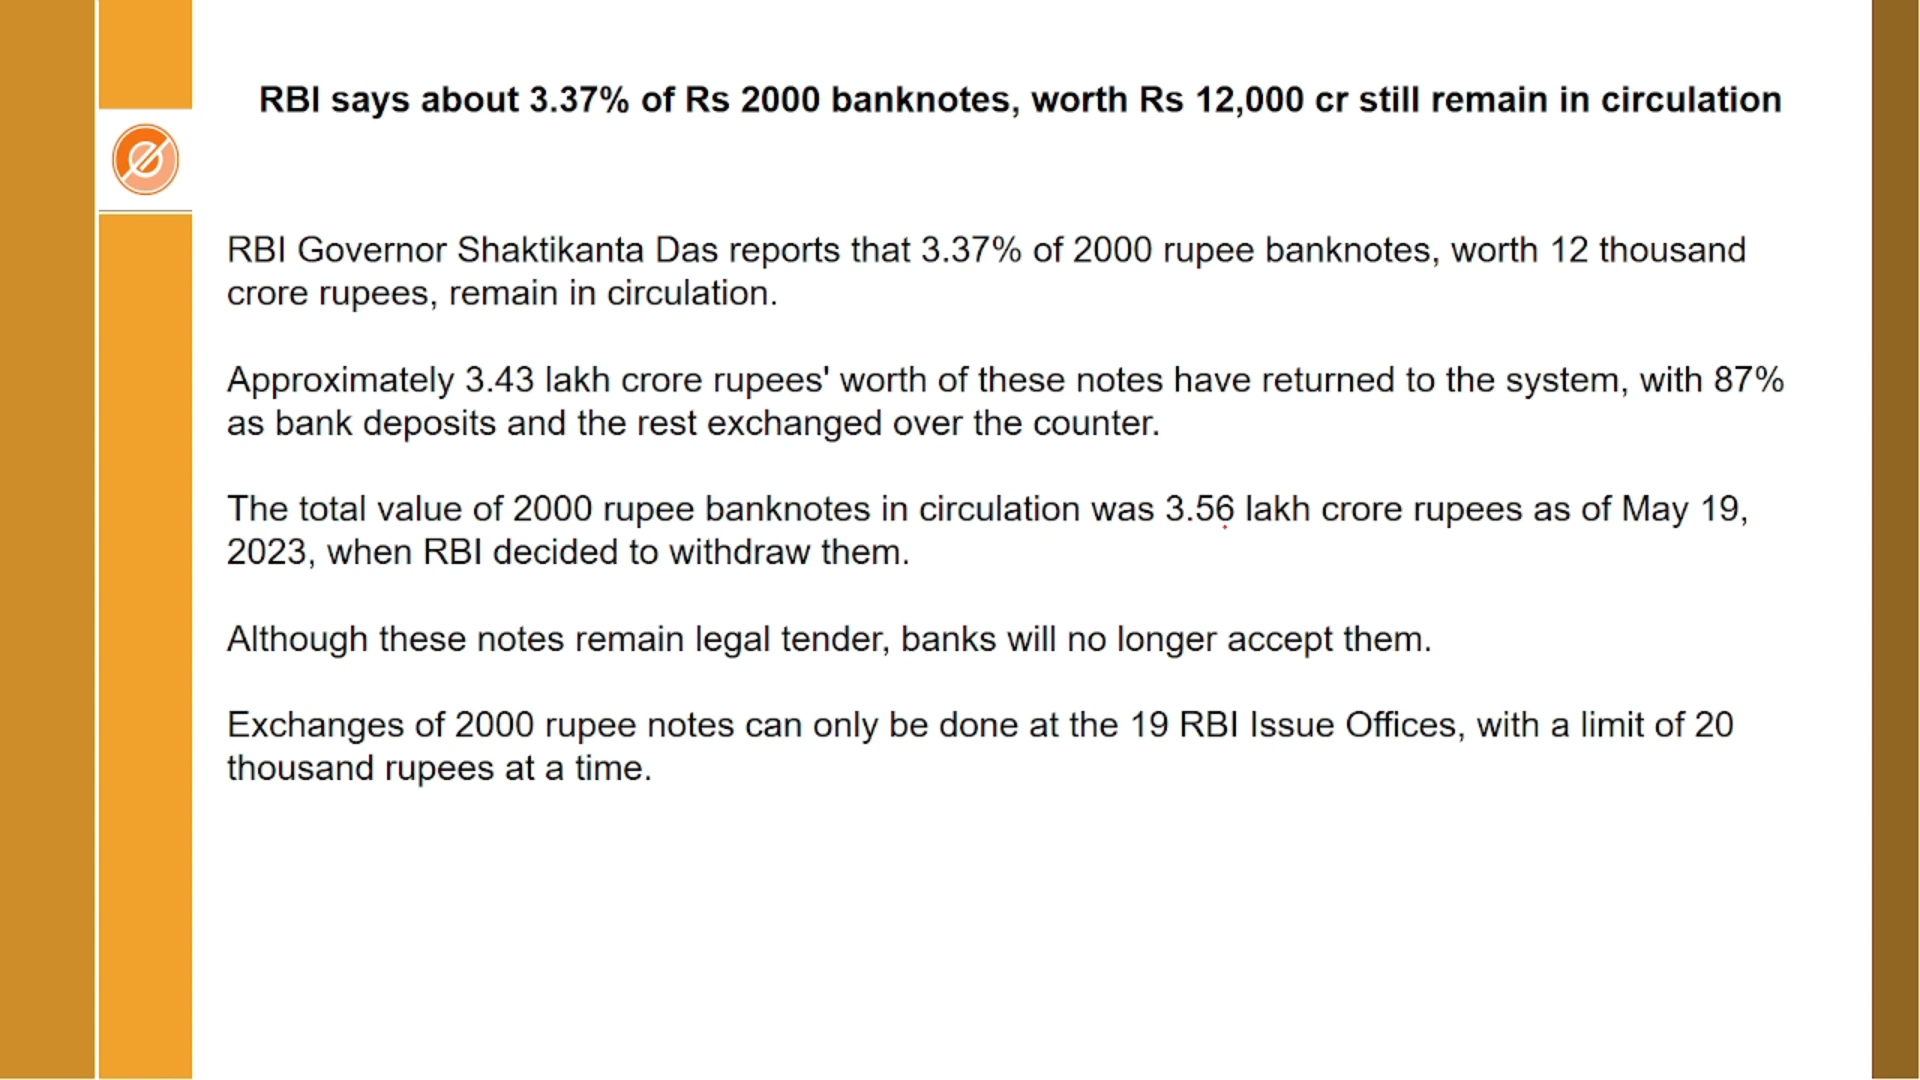 RBI says about 3.37% of Rs 2000 banknotes, worth Rs 12,000 cr still remain in circulation
RBI Governor Shaktikanta Das reports that 3.37% of 2000 rupee banknotes, worth 12 thousand
crore rupees, remain in circulation.
Approximately 3.43 lakh crore rupees' worth of these notes have returned to the system, with 87%
as bank deposits and the rest exchanged over the counter.
The total value of 2000 rupee banknotes in circulation was 3.56 lakh crore rupees as of May 19,
2023, when RBI decided to withdraw them.
Although these notes remain legal tender, banks will no longer accept them.
Exchanges of 2000 rupee notes can only be done at the 19 RBI Issue Offices, with a limit of 20
thousand rupees at a time.